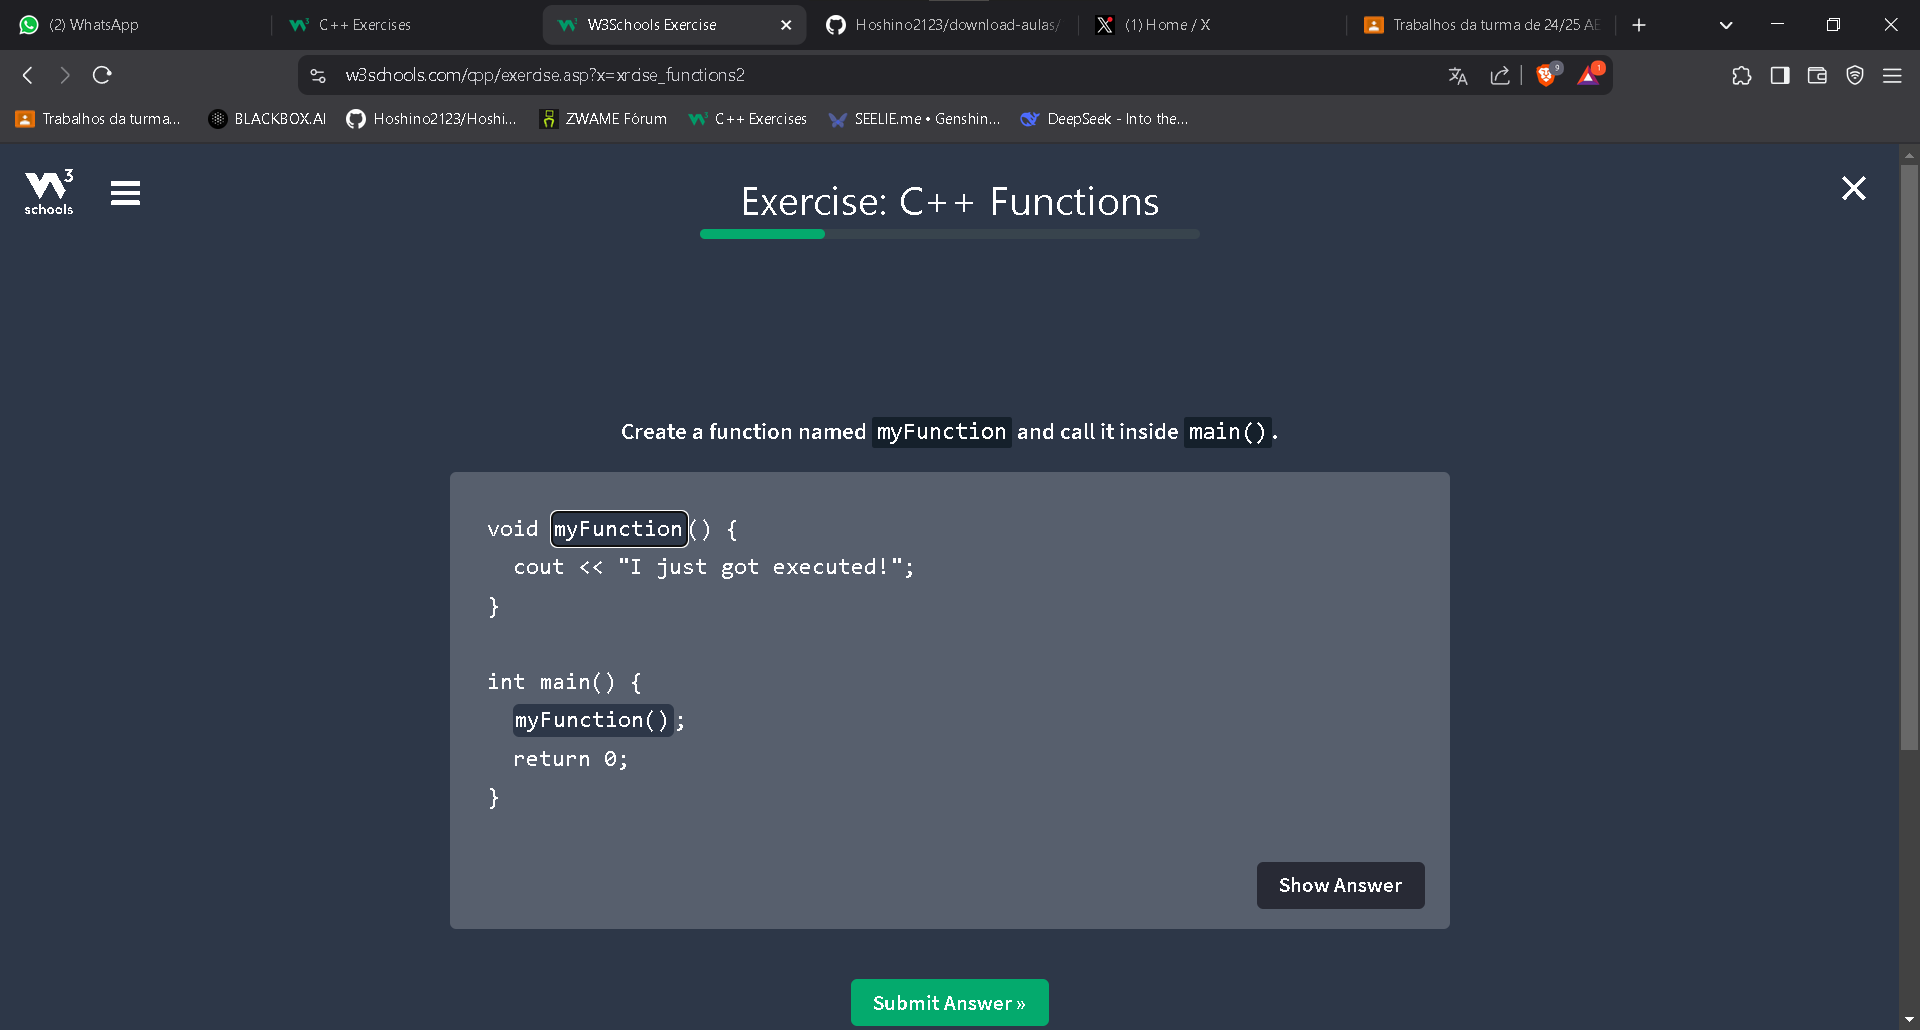 (2) WhatsApp
C++ Exercises
W3Schools Exercise
Hoshino2123/download-aulas/
(1) Home / X
Trabalhos da turma de 24/25 AE
w3schools.com/cpp/exercise.asp?x=xrcise_functions2
9
1
Trabalhos da turma...
BLACKBOX.AI
Hoshino2123/Hoshi...
ZWAME Fórum
C++ Exercises
SEELIE.me • Genshin...
DeepSeek - Into the...
3
schools
Exercise: C++ Functions
Create a function named myFunction and call it inside main().
void myFunction() {
cout << "I just got executed!";
}
int main() {
myFunction();
return 0;
}
Show Answer
Submit Answer »